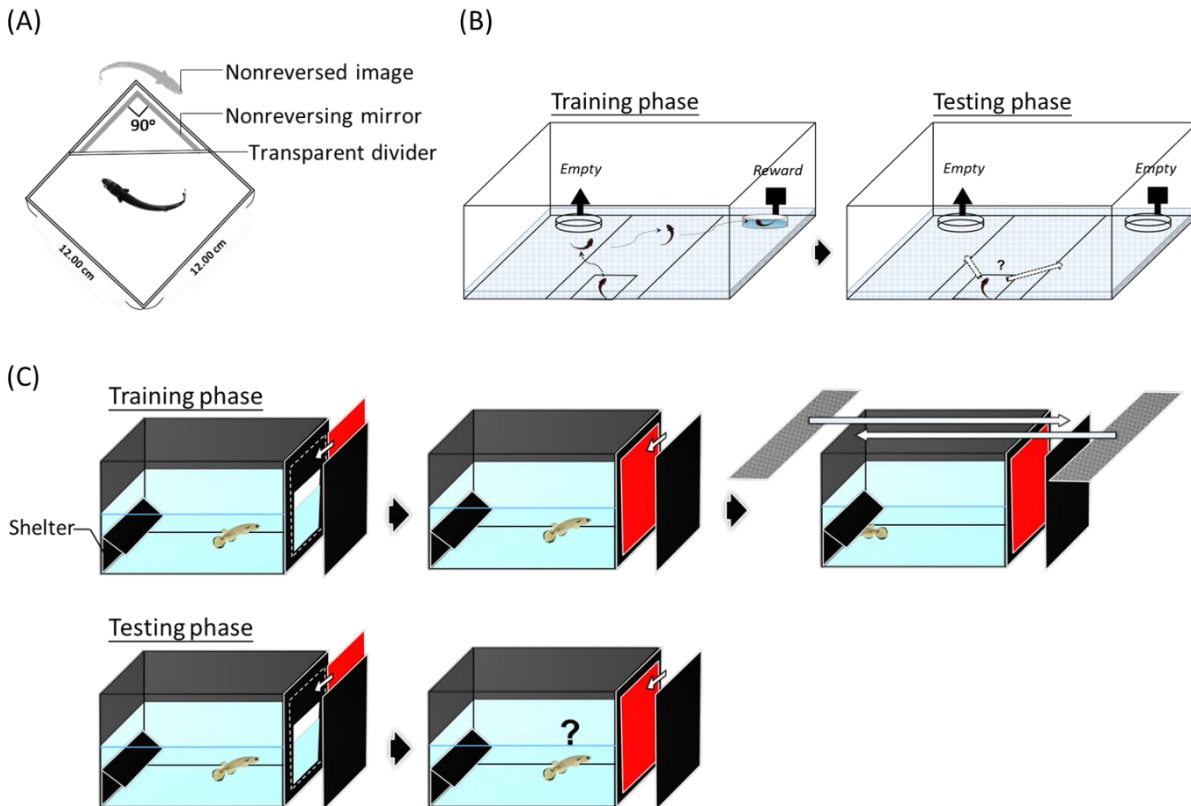 (A)
Nonreversed image
Nonreversing mirror
90°
Transparent divider
12.00 cm
12.00 cm
(B)
Training phase
Empty
Reward
Testing phase
Empty
Empty
?
(C)
Training phase
Shelter
Testing phase
?